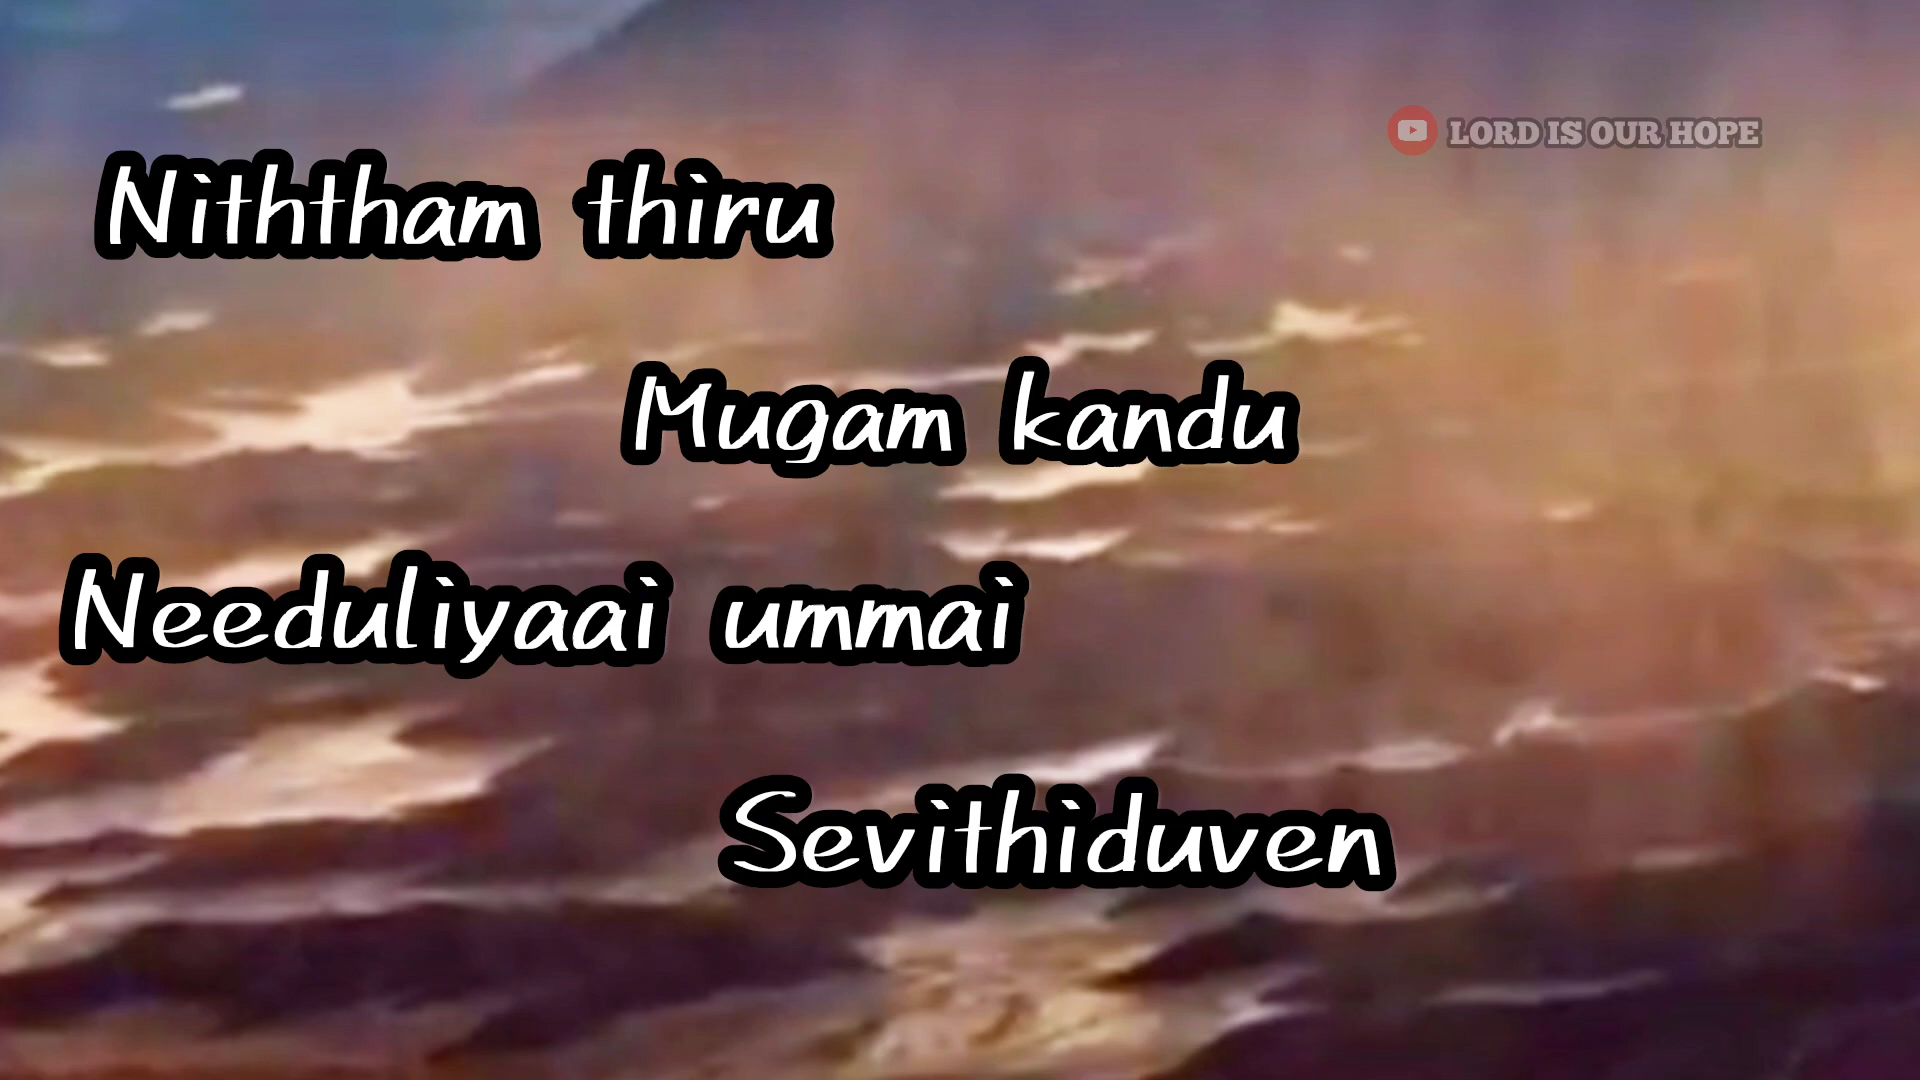 LORD IS OUR HOPE
Niththam thiru
Mugam kandu
Needuliyaai ummai
Sevithiduven